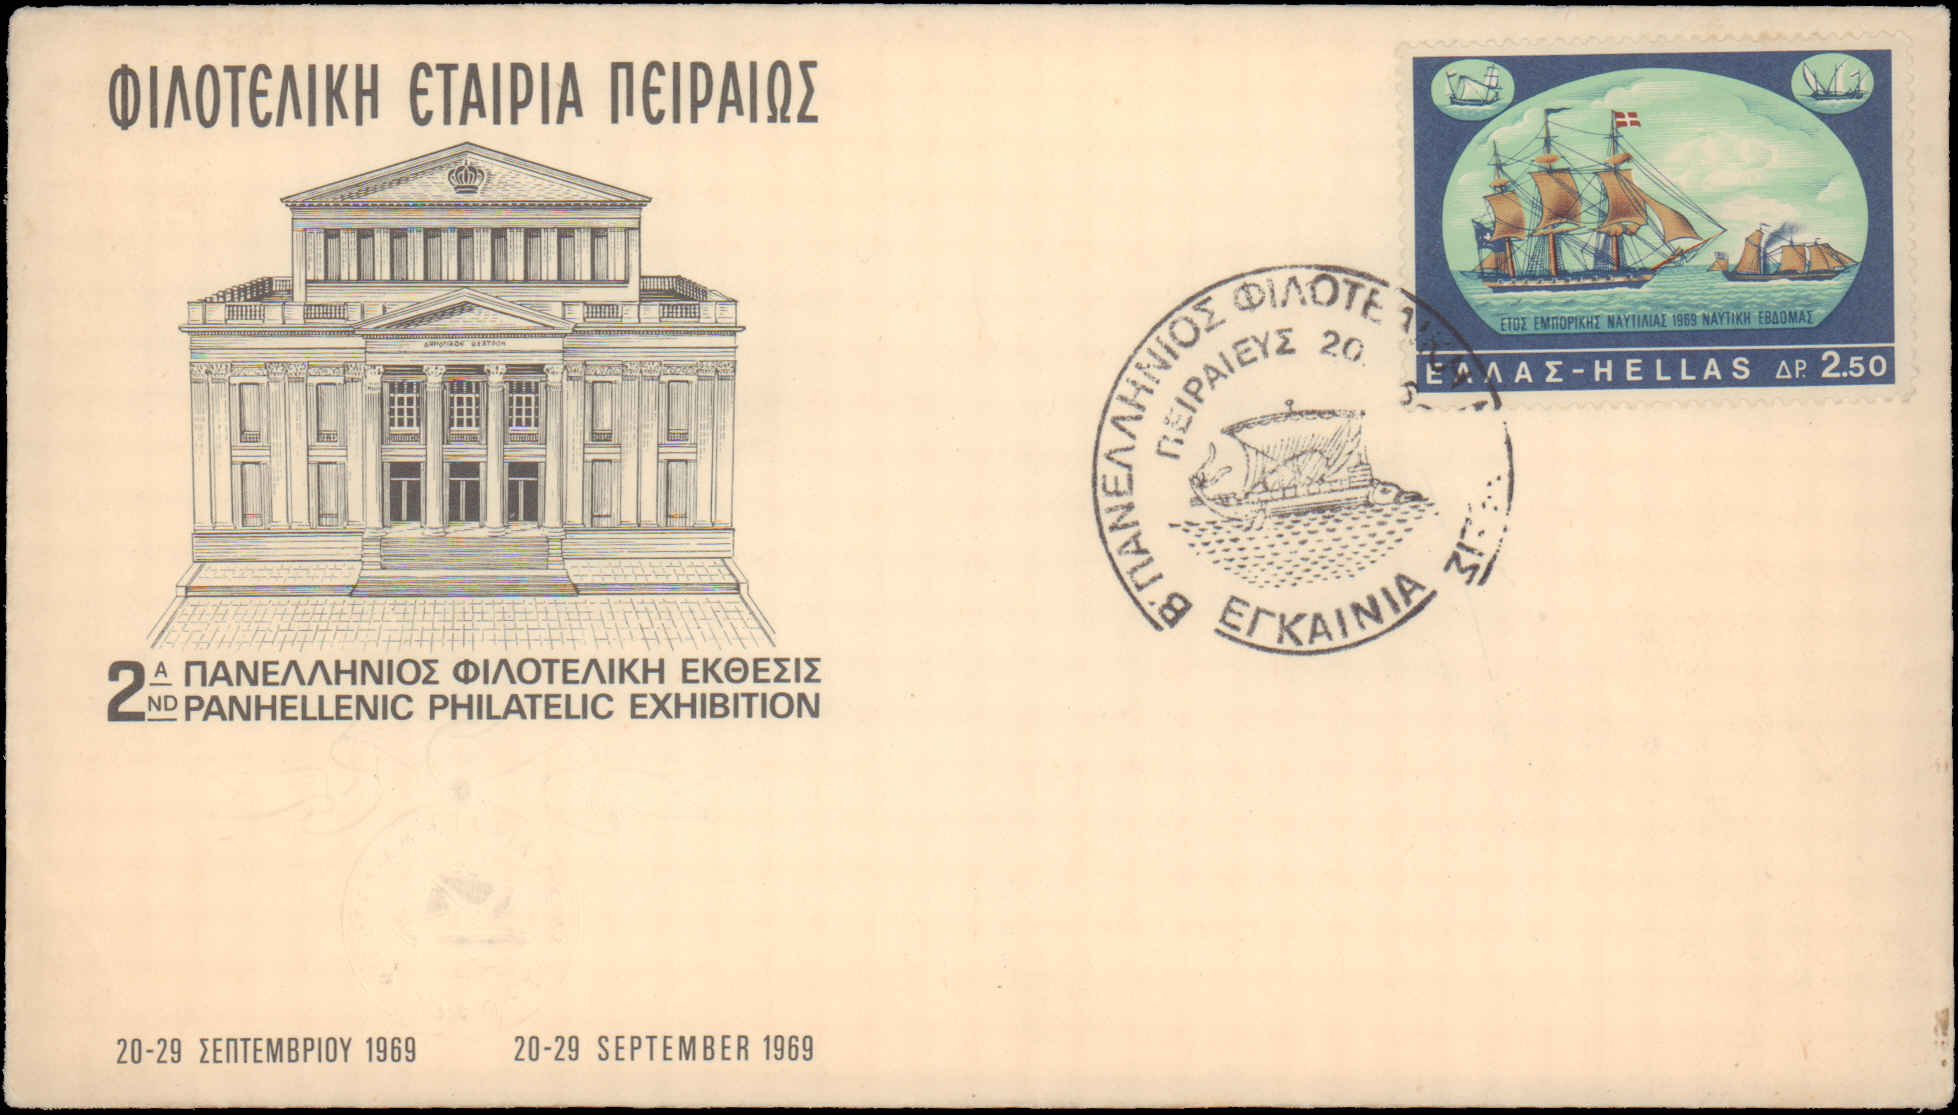 ΦΙΛΟΤΕΛΙΚΗ ΕΤΑΙΡΙΑ ΠΕΙΡΑΙΩΣ
ΔΗΜΟΤΙΚΟΝ ΘΕΑΤΡΟΝ
2Α ΠΑΝΕΛΛΗΝΙΟΣ ΦΙΛΟΤΕΛΙΚΗ ΕΚΘΕΣΙΣ
2ND PANHELLENIC PHILATELIC EXHIBITION
20-29 ΣΕΠΤΕΜΒΡΙΟΥ 1969
20-29 SEPTEMBER 1969
ΕΤΟΣ ΕΜΠΟΡΙΚΗΣ ΝΑΥΤΙΛΙΑΣ 1969 ΝΑΥΤΙΚΗ ΕΒΔΟΜΑΣ
ΕΛΛΑΣ-HELLAS ΔΡ. 2.50
Β' ΠΑΝΕΛΛΗΝΙΟΣ ΦΙΛΟΤΕΛΙΚΗ
ΠΕΙΡΑΙΕΥΣ 20
ΕΓΚΑΙΝΙΑ